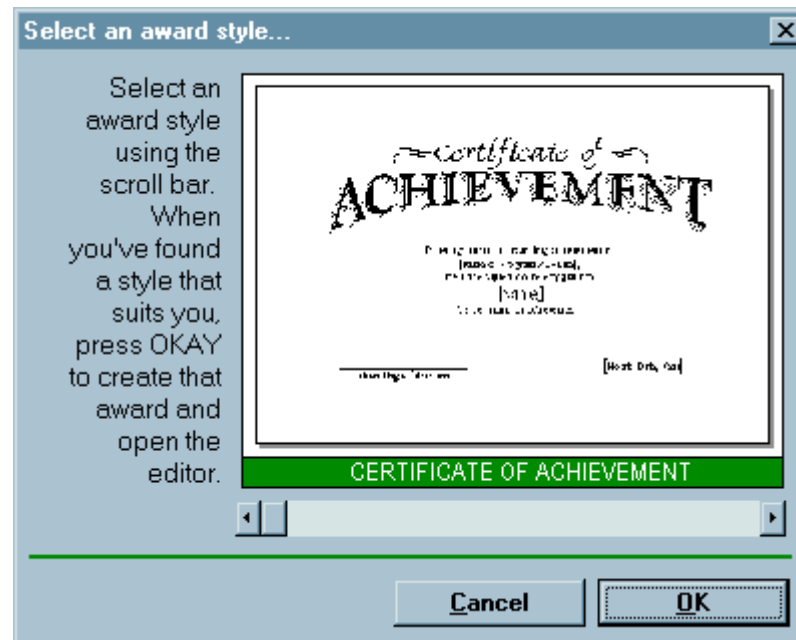 Select an award style...
Select an
award style
using the
scroll bar.
When
you've found
a style that
suits you,
press OKAY
to create that
award and
open the
editor.
Certificate of
ACHIEVEMENT
CERTIFICATE OF ACHIEVEMENT
Cancel
OK